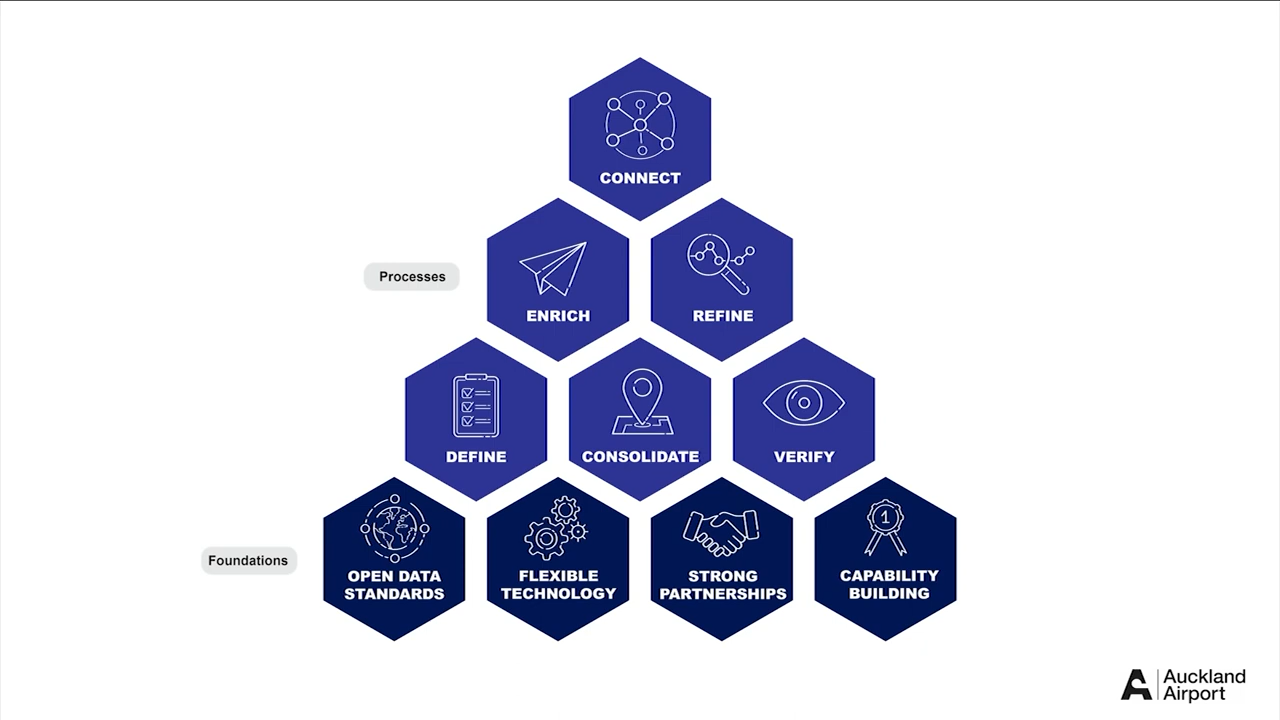 CONNECT
Processes
ENRICH
REFINE
DEFINE
CONSOLIDATE
VERIFY
Foundations
OPEN DATA
STANDARDS
FLEXIBLE
TECHNOLOGY
STRONG
PARTNERSHIPS
1
CAPABILITY
BUILDING
Auckland
Airport